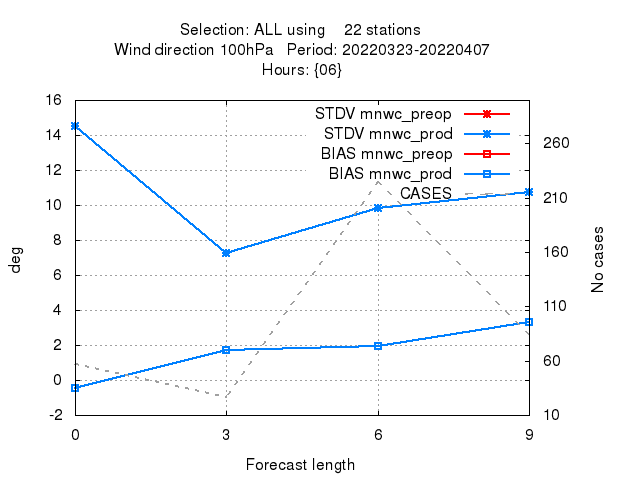 Selection: ALL using 22 stations
Wind direction 100hPa Period: 20220323-20220407
Hours: {06}
STDV mnwc_preop
STDV mnwc_prod
BIAS mnwc_preop
BIAS mnwc_prod
CASES
16
14
12
10
8
6
4
2
0
-2
deg
260
210
160
110
60
10
No cases
0 3 6 9
Forecast length